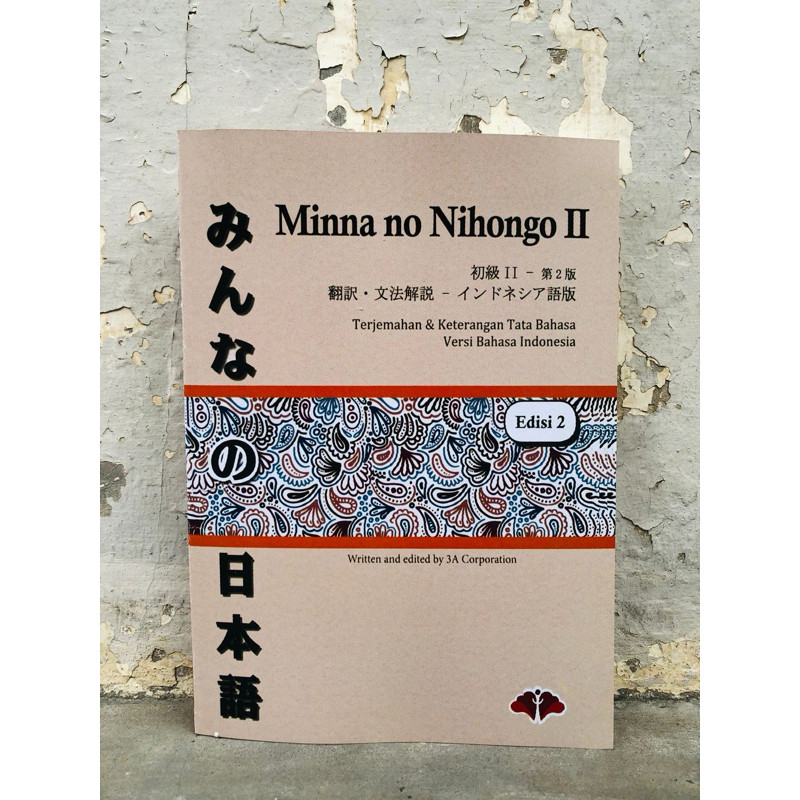 みんなの日本語
Minna no Nihongo II
初級 II - 第2版
翻訳・文法解説 - インドネシア語版
Terjemahan & Keterangan Tata Bahasa
Versi Bahasa Indonesia
Edisi 2
Written and edited by 3A Corporation